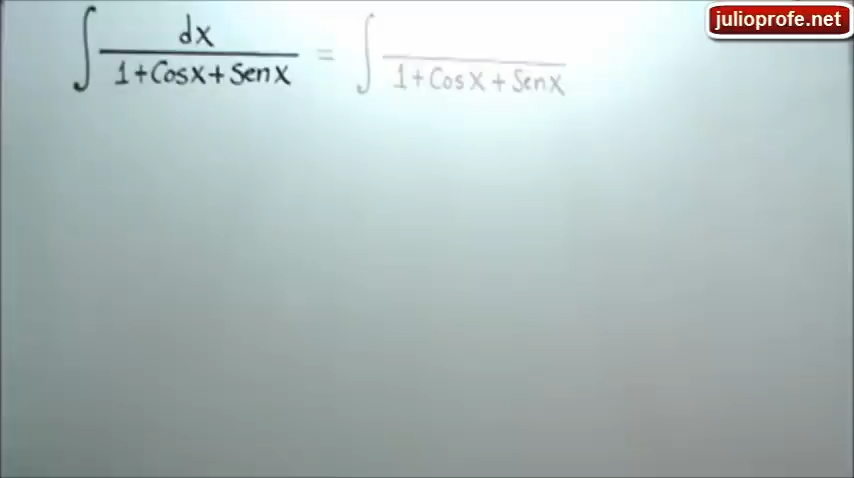 julioprofe.net
∫ dx / (1+Cosx+Senx) = ∫ / (1+Cosx+Senx)